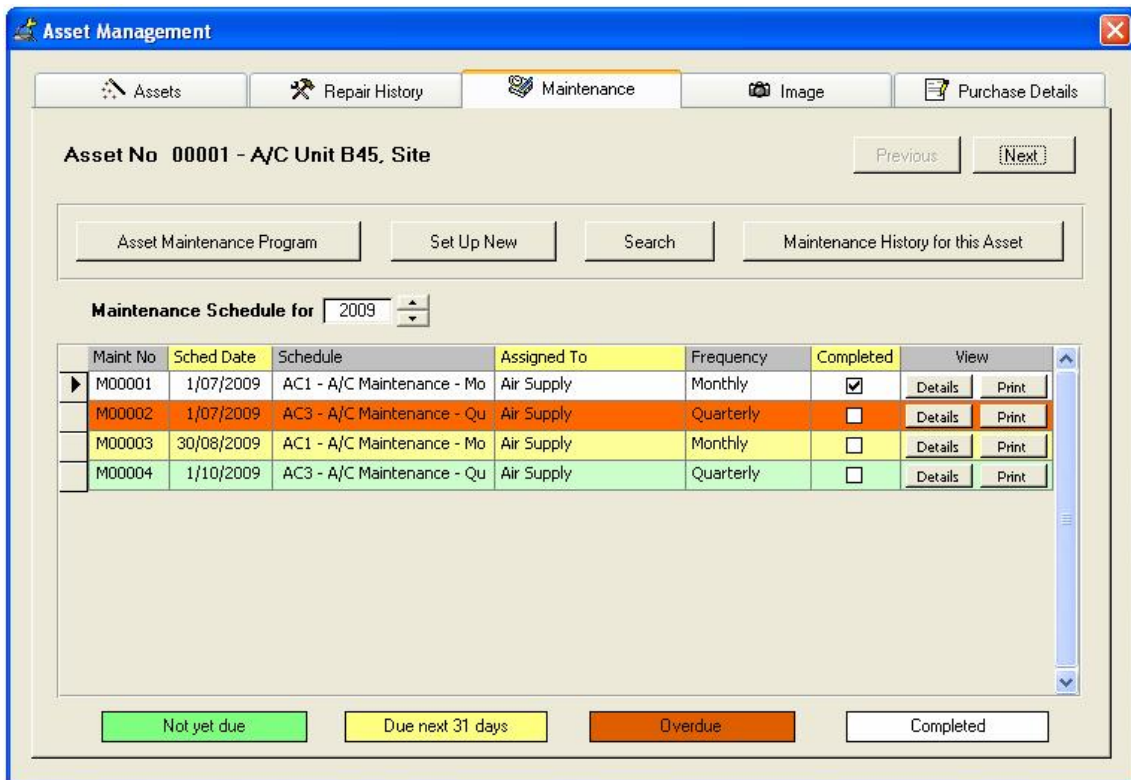 Asset Management
Assets Repair History Maintenance Image Purchase Details
Asset No 00001 - A/C Unit B45, Site Previous Next
Asset Maintenance Program Set Up New Search Maintenance History for this Asset
Maintenance Schedule for 2009
Maint No Sched Date Schedule Assigned To Frequency Completed View
M00001 1/07/2009 AC1 - A/C Maintenance - Mo Air Supply Monthly Details Print
M00002 1/07/2009 AC3 - A/C Maintenance - Qu Air Supply Quarterly Details Print
M00003 30/08/2009 AC1 - A/C Maintenance - Mo Air Supply Monthly Details Print
M00004 1/10/2009 AC3 - A/C Maintenance - Qu Air Supply Quarterly Details Print
Not yet due Due next 31 days Overdue Completed